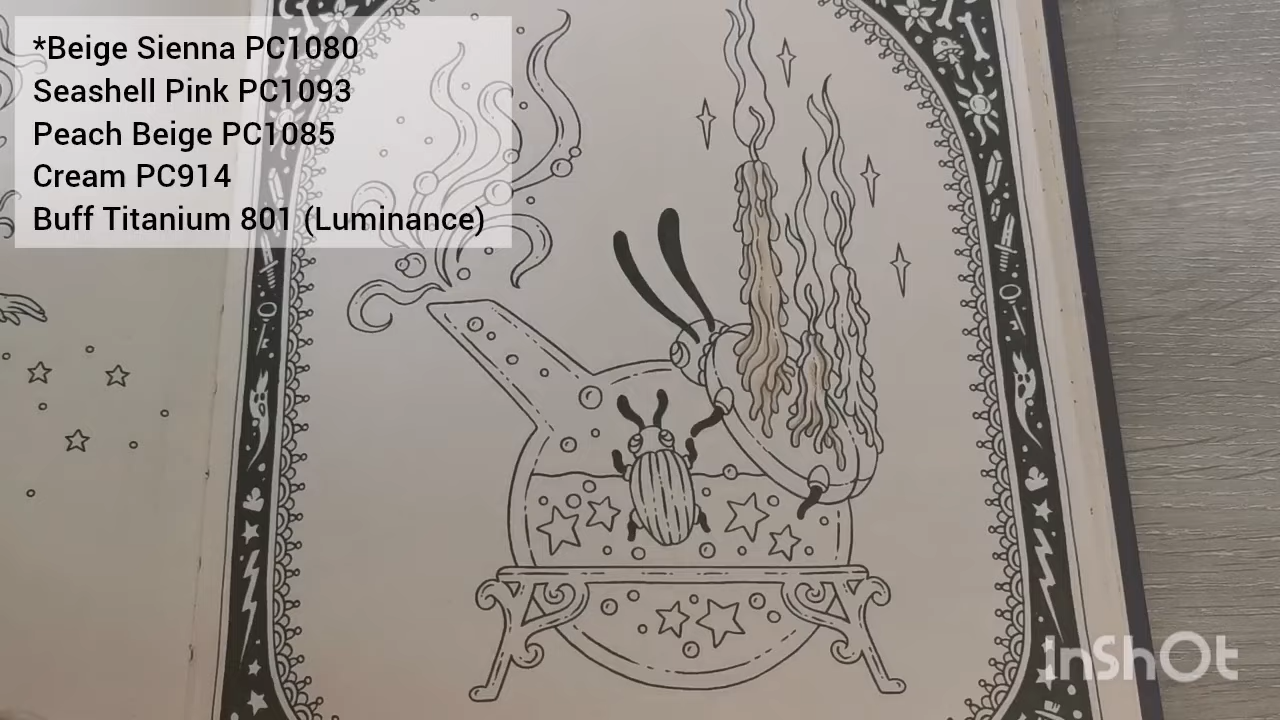 *Beige Sienna PC1080
Seashell Pink PC1093
Peach Beige PC1085
Cream PC914
Buff Titanium 801 (Luminance)
InShOt